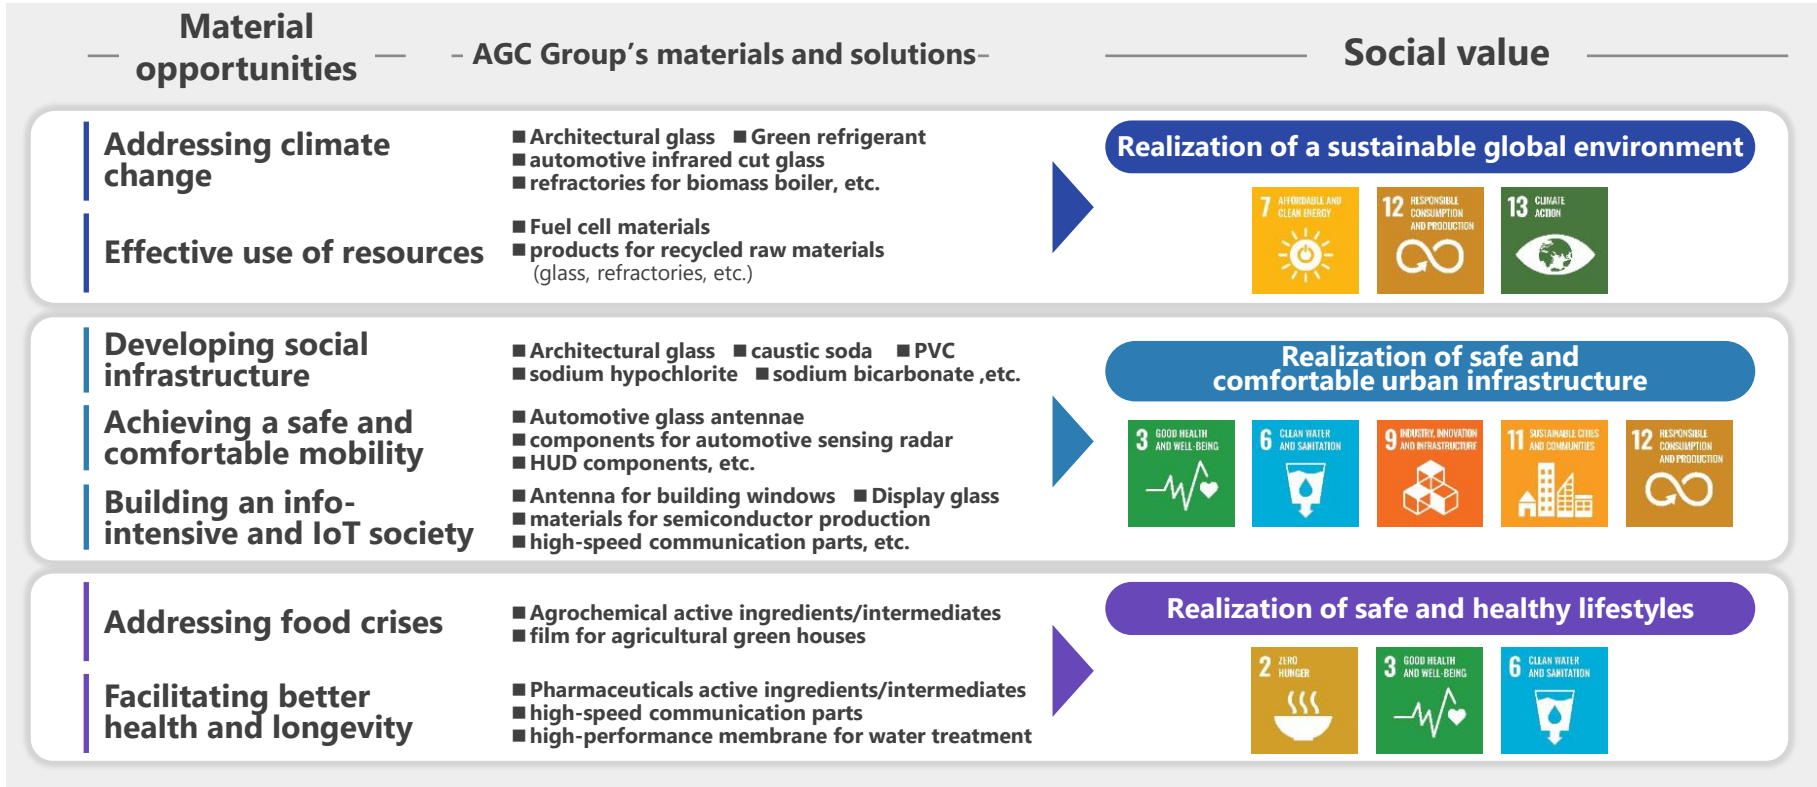 Material
opportunities
AGC Group’s materials and solutions
Social value
Addressing climate
change
■ Architectural glass ■ Green refrigerant
■ automotive infrared cut glass
■ refractories for biomass boiler, etc.
Effective use of resources
■ Fuel cell materials
■ products for recycled raw materials
(glass, refractories, etc.)
Realization of a sustainable global environment
7 AFFORDABLE AND
CLEAN ENERGY
12 RESPONSIBLE
CONSUMPTION
AND PRODUCTION
13 CLIMATE
ACTION
Developing social
infrastructure
■ Architectural glass ■ caustic soda ■ PVC
■ sodium hypochlorite ■ sodium bicarbonate ,etc.
Achieving a safe and
comfortable mobility
■ Automotive glass antennae
■ components for automotive sensing radar
■ HUD components, etc.
Building an info-
intensive and IoT society
■ Antenna for building windows ■ Display glass
■ materials for semiconductor production
■ high-speed communication parts, etc.
Realization of safe and
comfortable urban infrastructure
3 GOOD HEALTH
AND WELL-BEING
6 CLEAN WATER
AND SANITATION
9 INDUSTRY, INNOVATION
AND INFRASTRUCTURE
11 SUSTAINABLE CITIES
AND COMMUNITIES
12 RESPONSIBLE
CONSUMPTION
AND PRODUCTION
Addressing food crises
■ Agrochemical active ingredients/intermediates
■ film for agricultural green houses
Facilitating better
health and longevity
■ Pharmaceuticals active ingredients/intermediates
■ high-speed communication parts
■ high-performance membrane for water treatment
Realization of safe and healthy lifestyles
2 ZERO
HUNGER
3 GOOD HEALTH
AND WELL-BEING
6 CLEAN WATER
AND SANITATION